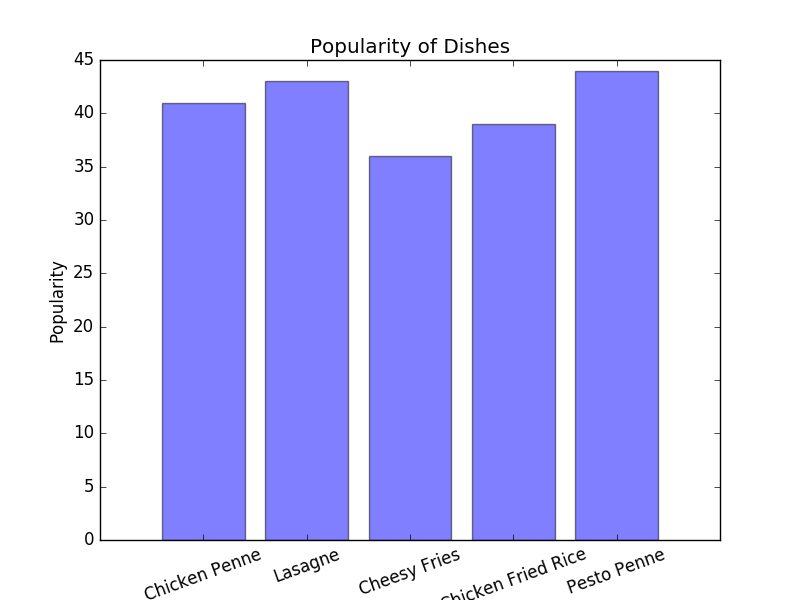 Popularity of Dishes
Popularity
45
40
35
30
25
20
15
10
5
0
Chicken Penne
Lasagne
Cheesy Fries
Chicken Fried Rice
Pesto Penne